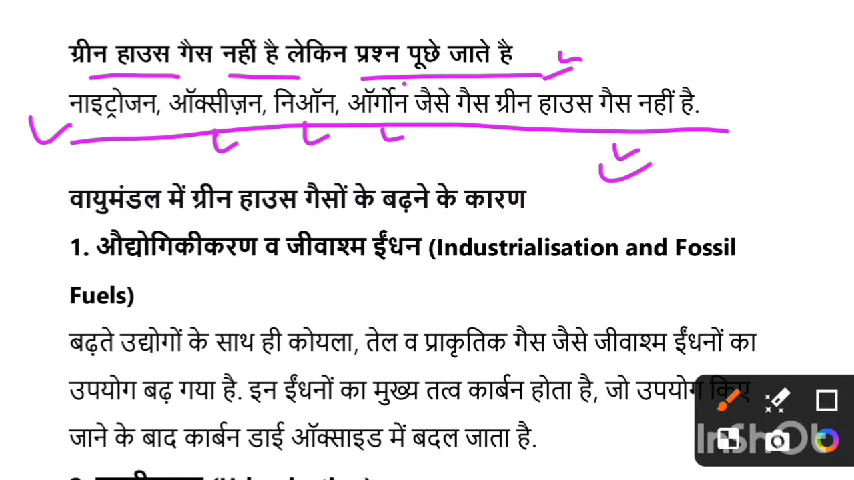 ग्रीन हाउस गैस नहीं है लेकिन प्रश्न पूछे जाते है
नाइट्रोजन, ऑक्सीज़न, निऑन, ऑर्गोन जैसे गैस ग्रीन हाउस गैस नहीं है.
वायुमंडल में ग्रीन हाउस गैसों के बढ़ने के कारण
1. औद्योगिकीकरण व जीवाश्म ईंधन (Industrialisation and Fossil
Fuels)
बढ़ते उद्योगों के साथ ही कोयला, तेल व प्राकृतिक गैस जैसे जीवाश्म ईंधनों का
उपयोग बढ़ गया है. इन ईंधनों का मुख्य तत्व कार्बन होता है, जो उपयोग किए
जाने के बाद कार्बन डाई ऑक्साइड में बदल जाता है.
InShOt